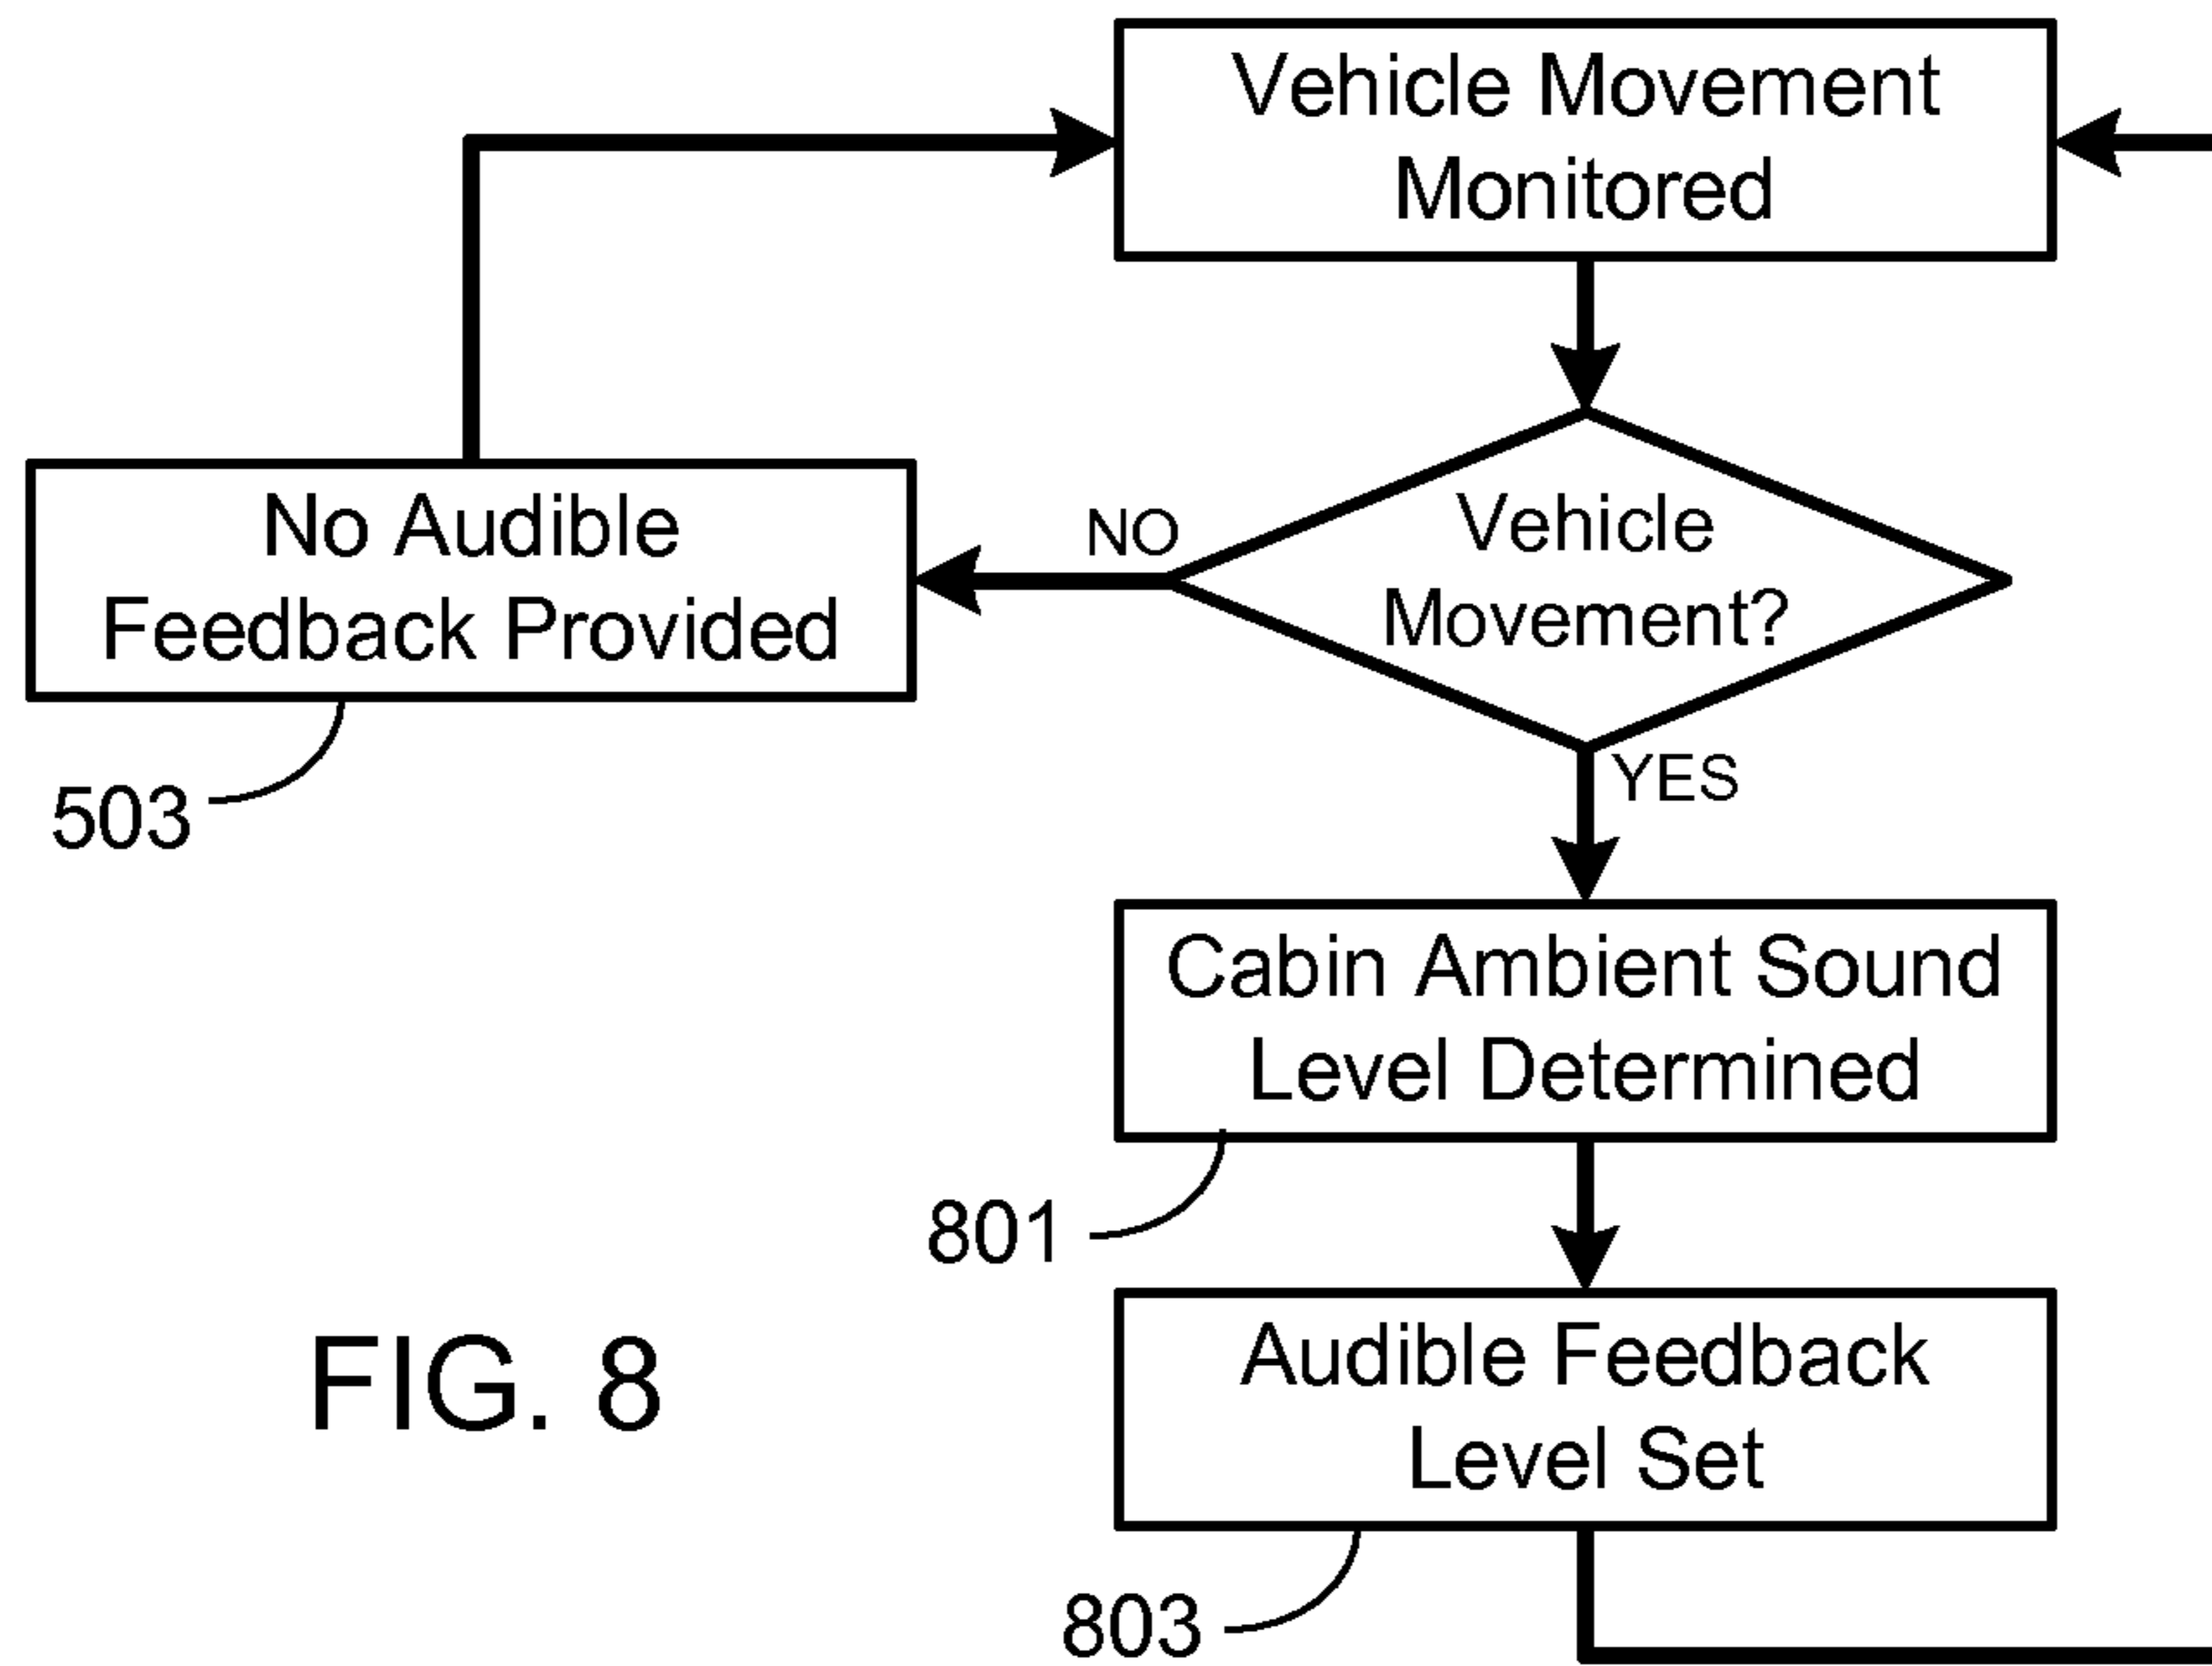 Vehicle Movement
Monitored
No Audible
Feedback Provided
NO
Vehicle
Movement?
503
YES
Cabin Ambient Sound
Level Determined
801
Audible Feedback
Level Set
FIG. 8
803